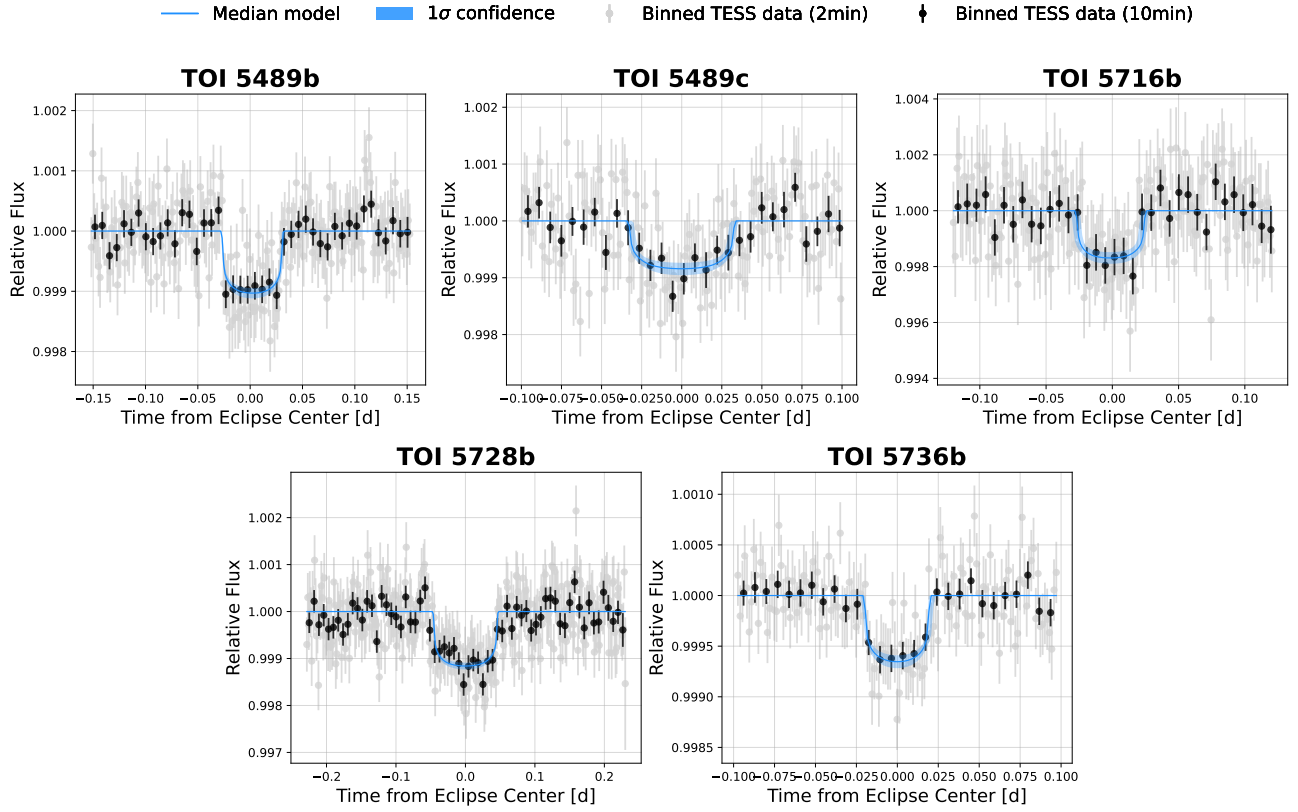 Median model 1σ confidence Binned TESS data (2min) Binned TESS data (10min)
TOI 5489b
Relative Flux
1.002
1.001
1.000
0.999
0.998
−0.15 −0.10 −0.05 0.00 0.05 0.10 0.15
Time from Eclipse Center [d]
TOI 5489c
Relative Flux
1.002
1.001
1.000
0.999
0.998
−0.100 −0.075 −0.050 −0.025 0.000 0.025 0.050 0.075 0.100
Time from Eclipse Center [d]
TOI 5716b
Relative Flux
1.004
1.002
1.000
0.998
0.996
0.994
−0.10 −0.05 0.00 0.05 0.10
Time from Eclipse Center [d]
TOI 5728b
Relative Flux
1.002
1.001
1.000
0.999
0.998
0.997
−0.2 −0.1 0.0 0.1 0.2
Time from Eclipse Center [d]
TOI 5736b
Relative Flux
1.0010
1.0005
1.0000
0.9995
0.9990
0.9985
−0.100 −0.075 −0.050 −0.025 0.000 0.025 0.050 0.075 0.100
Time from Eclipse Center [d]